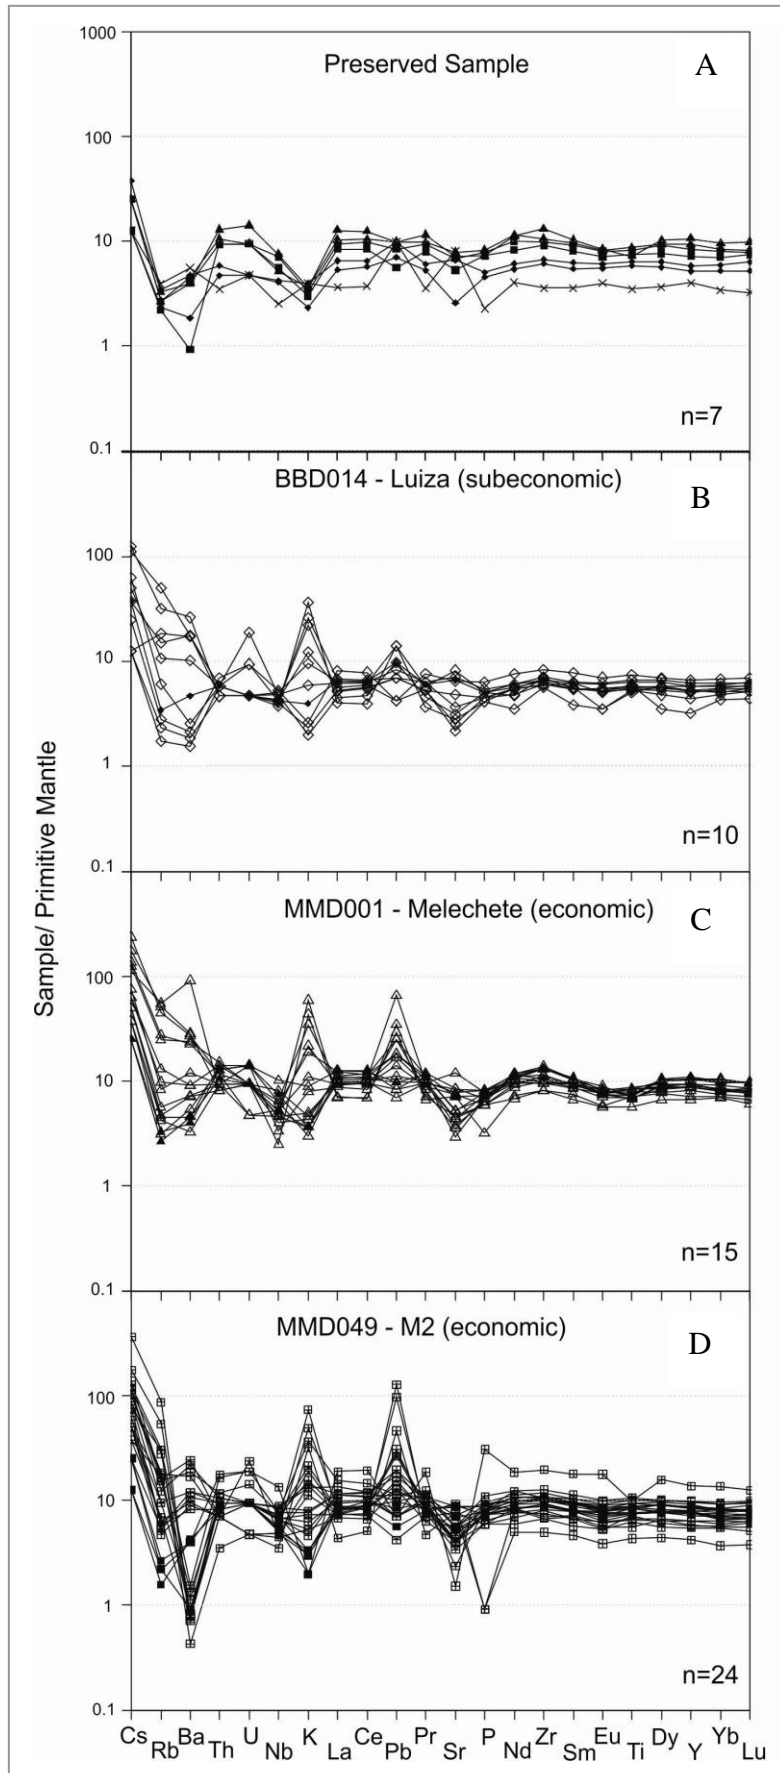 1000
Preserved Sample
A
100
10
1
n=7
0.1
BBD014 - Luiza (subeconomic)
B
100
10
1
n=10
0.1
MMD001 - Melechete (economic)
C
100
10
1
n=15
0.1
MMD049 - M2 (economic)
D
100
10
1
n=24
0.1
Sample/ Primitive Mantle
Cs Rb Ba Th U Nb K La Ce Pb Pr Sr P Nd Zr Sm Eu Ti Dy Y Yb Lu